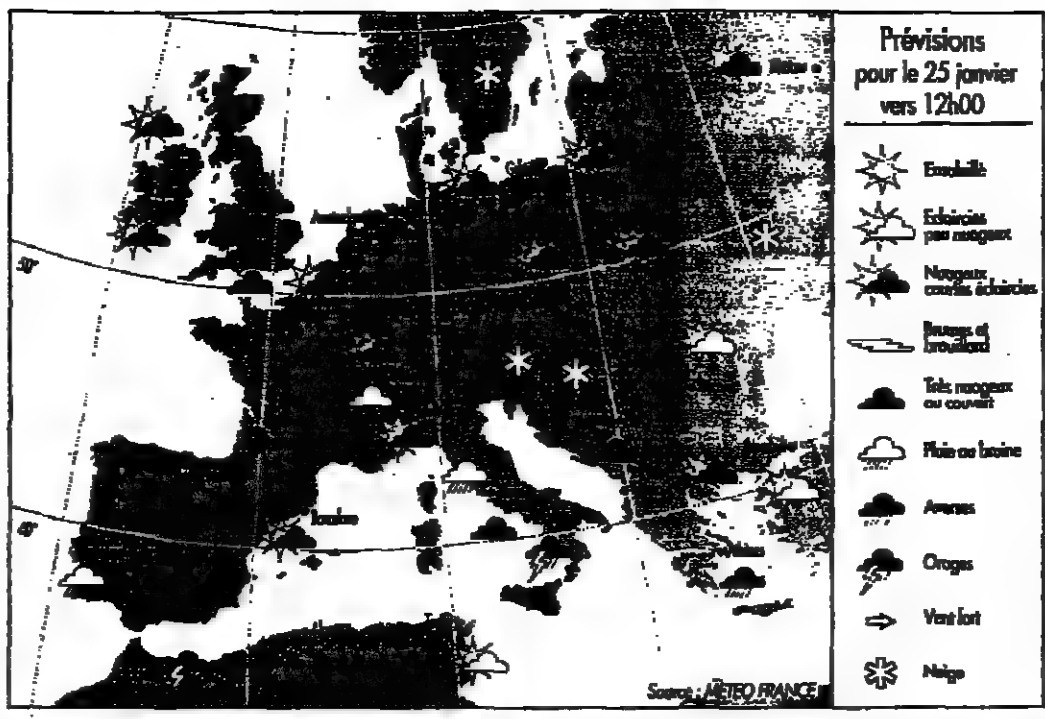 Prévisions
pour le 25 janvier
vers 12h00
Ensoleillé
Eclaircies
peu nuageux
Nuageux
courtes éclaircies
Brumes et
brouillard
Très nuageux
ou couvert
Pluie ou bruine
Averses
Orages
Vent fort
Neige
50°
40°
Source : METEO FRANCE